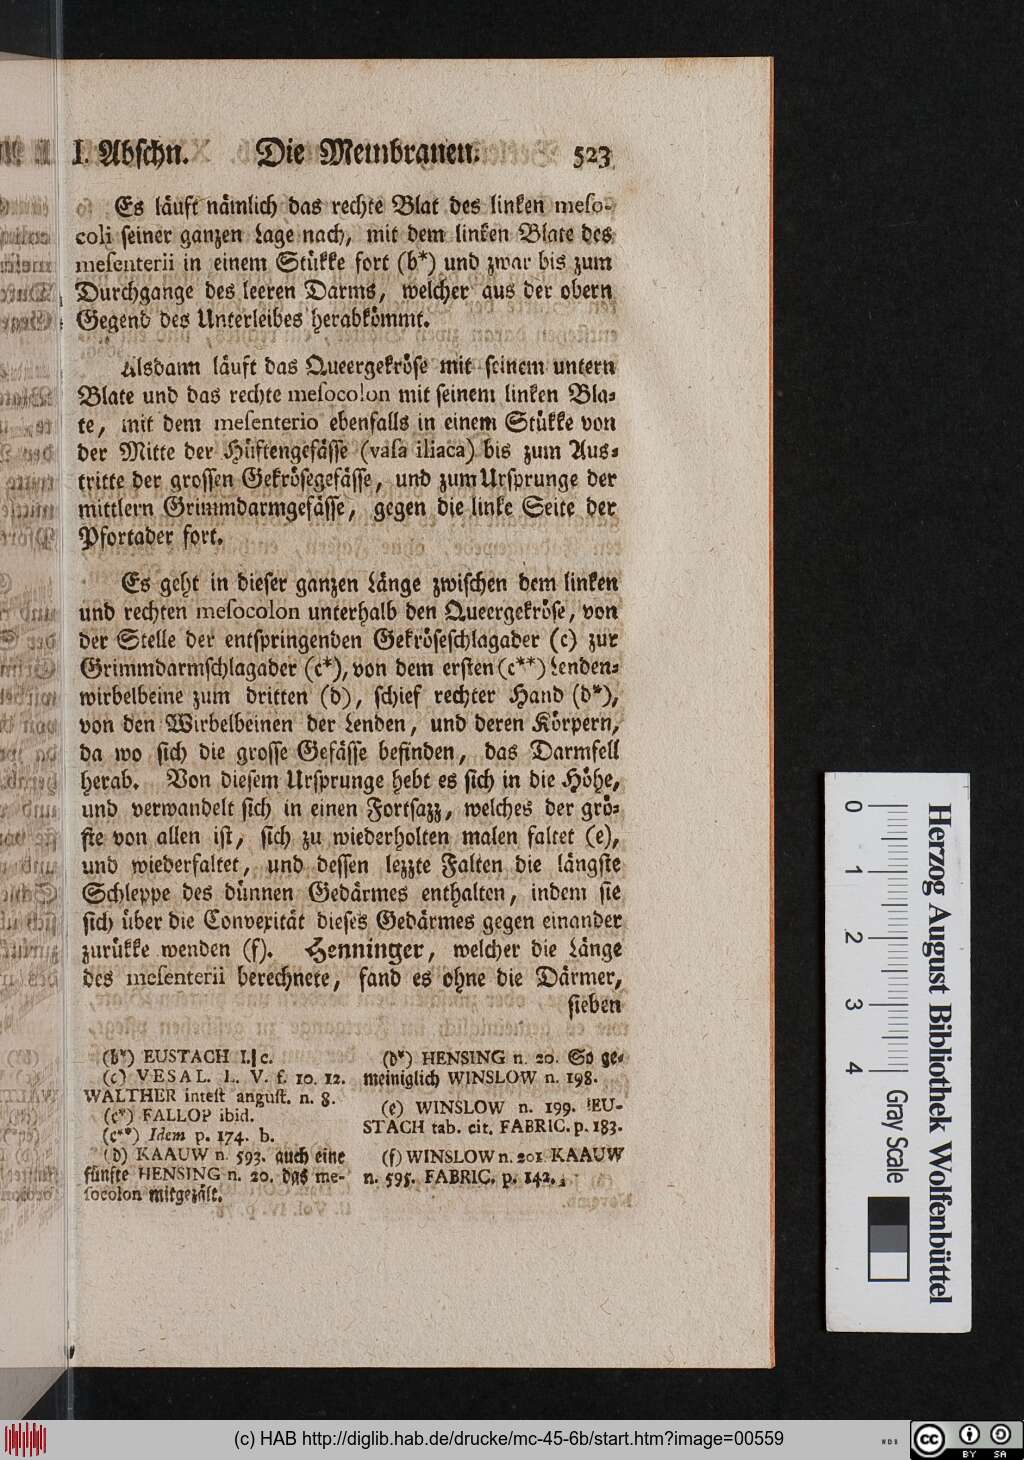 I. Abschn. Die Membranen. 523
Es läuft nämlich das rechte Blat des linken meso-
coli seiner ganzen Lage nach, mit dem linken Blate des
mesenterii in einem Stükke fort (b*) und zwar bis zum
Durchgange des leeren Darms, welcher aus der obern
Gegend des Unterleibes herabkömmt.
Alsdann läuft das Queergekröse mit seinem untern
Blate und das rechte mesocolon mit seinem linken Bla-
te, mit dem mesenterio ebenfalls in einem Stükke von
der Mitte der Hüftengefässe (vasa iliaca) bis zum Aus-
tritte der grossen Gekrösegefässe, und zum Ursprunge der
mittlern Grimmdarmgefässe, gegen die linke Seite der
Pfortader fort.
Es geht in dieser ganzen Länge zwischen dem linken
und rechten mesocolon unterhalb den Queergekröse, von
der Stelle der entspringenden Gekröseschlagader (c) zur
Grimmdarmschlagader (c*), von dem ersten (c**) Lenden-
wirbelbeine zum dritten (d), schief rechter Hand (d*),
von den Wirbelbeinen der Lenden, und deren Körpern,
da wo sich die grosse Gefässe befinden, das Darmfell
herab. Von diesem Ursprunge hebt es sich in die Höhe,
und verwandelt sich in einen Fortsazz, welches der grö-
ste von allen ist, sich zu wiederholten malen faltet (e),
und wiederfaltet, und dessen lezzte Falten die längste
Schleppe des dünnen Gedärmes enthalten, indem sie
sich über die Convexität dieses Gedärmes gegen einander
zurükke wenden (f). Henninger, welcher die Länge
des mesenterii berechnete, fand es ohne die Därmer,
sieben
(b*) EUSTACH I. c.
(c) VESAL. L. V. f. 10. 12.
WALTHER intest angust. n. 8.
(c*) FALLOP ibid.
(c**) Idem p. 174. b.
(d) KAAUW n. 593. auch eine
fünfte HENSING n. 20. das me-
socolon mitgezält.
(d*) HENSING n. 20. So ge-
meiniglich WINSLOW n. 198.
(e) WINSLOW n. 199. EU-
STACH tab. cit. FABRIC. p. 183.
(f) WINSLOW n. 201 KAAUW
n. 595. FABRIC. p. 142.
0 1 2 3 4
Gray Scale
Herzog August Bibliothek Wolfenbüttel
(c) HAB http://diglib.hab.de/drucke/mc-45-6b/start.htm?image=00559
cc BY SA